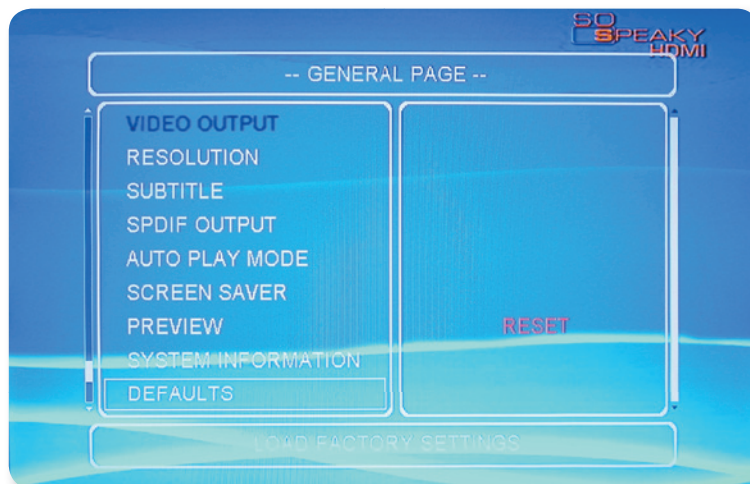 SO
SPEAKY
HDMI
-- GENERAL PAGE --
VIDEO OUTPUT
RESOLUTION
SUBTITLE
SPDIF OUTPUT
AUTO PLAY MODE
SCREEN SAVER
PREVIEW
RESET
SYSTEM INFORMATION
DEFAULTS
LOAD FACTORY SETTINGS